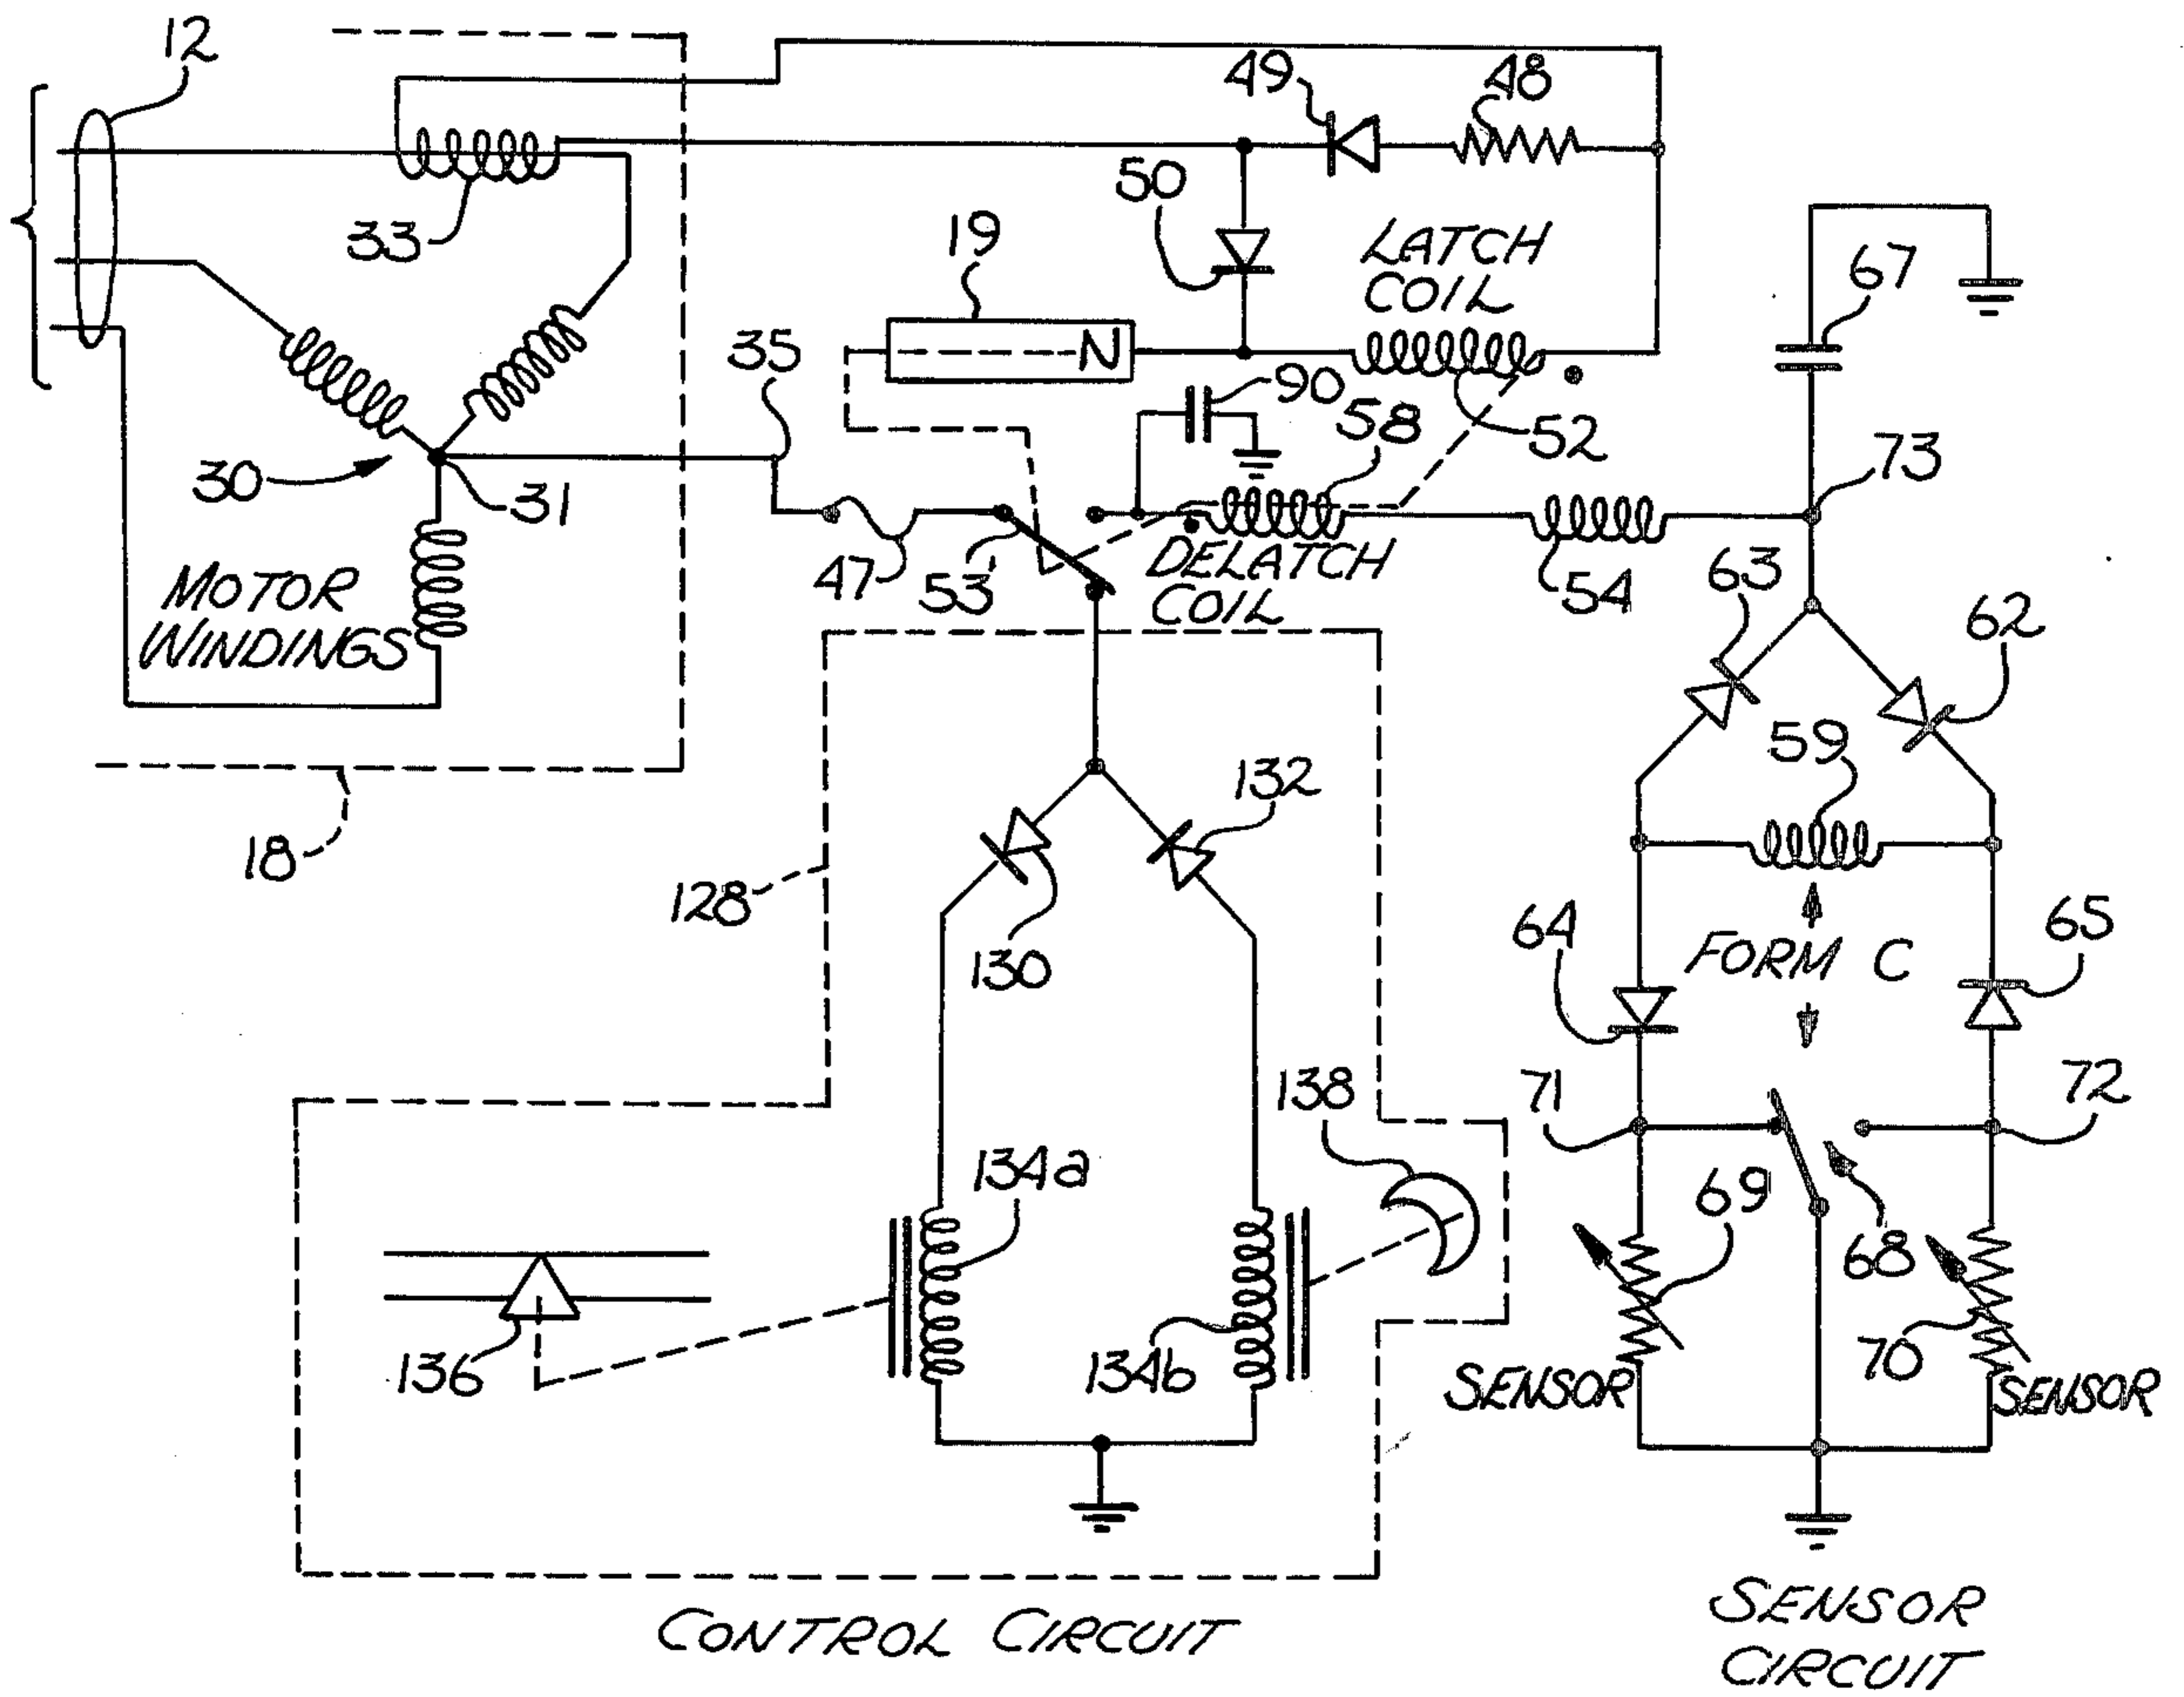 12
49
48
50
33
19
LATCH
COIL
67
35
90
58
52
73
30
31
47
53
DELATCH
COIL
54
63
62
MOTOR
WINDINGS
59
132
18
128
130
64
FORM C
65
71
72
138
134a
69
68
136
134b
70
SENSOR
SENSOR
N
CONTROL CIRCUIT
SENSOR
CIRCUIT